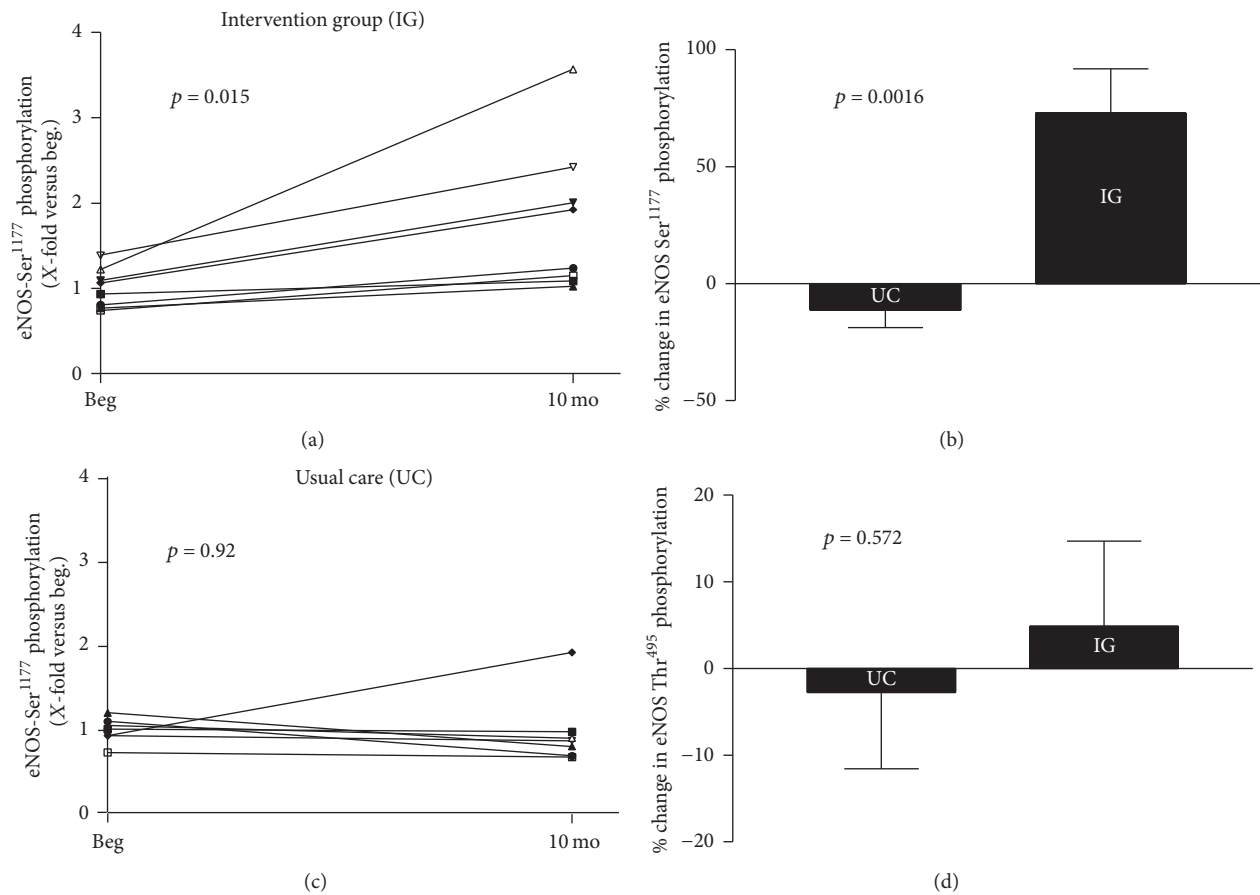 Intervention group (IG)
eNOS-Ser1177 phosphorylation
(X-fold versus beg.)
4
3
2
1
0
p = 0.015
Beg
10 mo
(a)
% change in eNOS Ser1177 phosphorylation
100
50
0
−50
p = 0.0016
UC
IG
(b)
Usual care (UC)
eNOS-Ser1177 phosphorylation
(X-fold versus beg.)
4
3
2
1
0
p = 0.92
Beg
10 mo
(c)
% change in eNOS Thr495 phosphorylation
20
10
0
−10
−20
p = 0.572
UC
IG
(d)